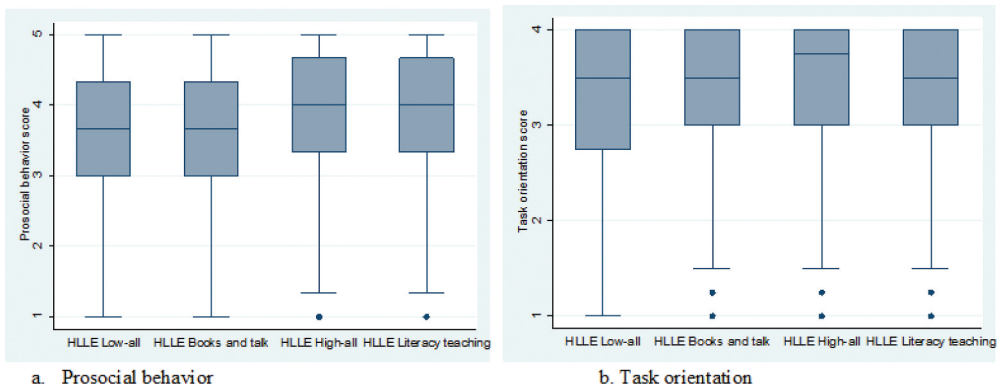 Prosocial behavior score
5
4
3
2
1
HLLE Low-all HLLE Books and talk HLLE High-all HLLE Literacy teaching
a. Prosocial behavior
Task orientation score
4
3
2
1
HLLE Low-all HLLE Books and talk HLLE High-all HLLE Literacy teaching
b. Task orientation